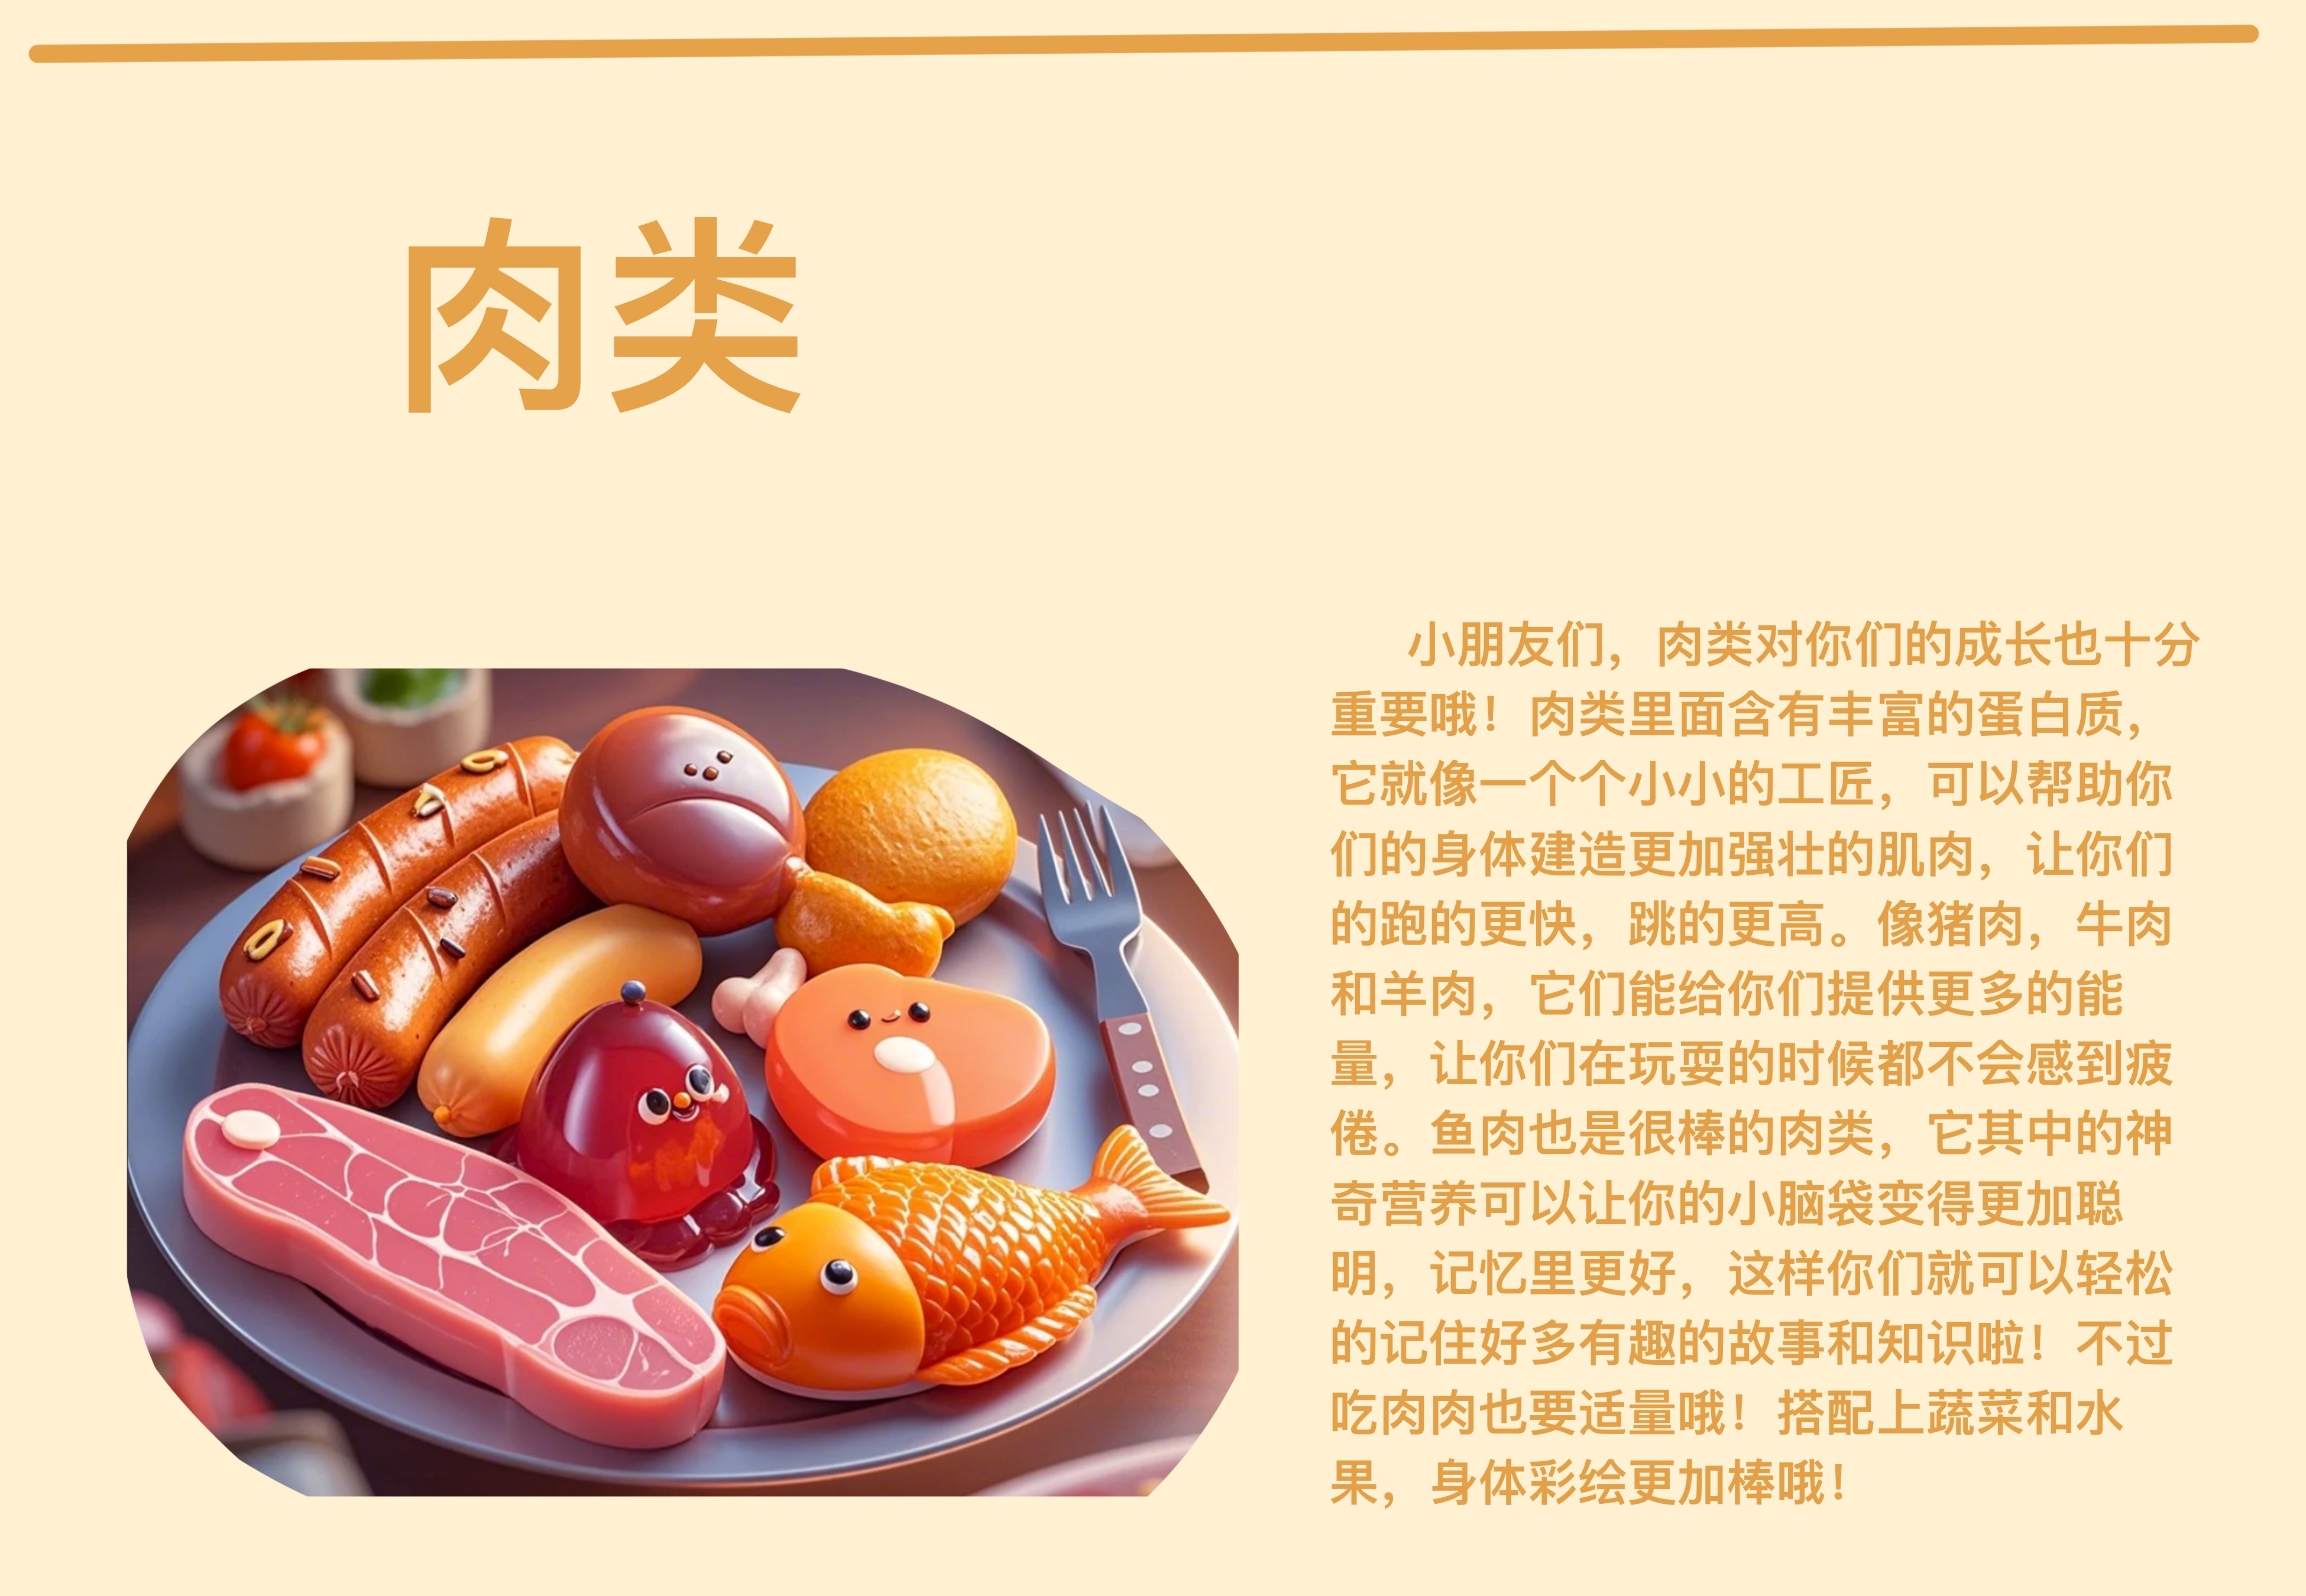 肉类
小朋友们，肉类对你们的成长也十分
重要哦！肉类里面含有丰富的蛋白质，
它就像一个个小小的工匠，可以帮助你
们的身体建造更加强壮的肌肉，让你们
的跑的更快，跳的更高。像猪肉，牛肉
和羊肉，它们能给你们提供更多的能
量，让你们在玩耍的时候都不会感到疲
倦。鱼肉也是很棒的肉类，它其中的神
奇营养可以让你的小脑袋变得更加聪
明，记忆里更好，这样你们就可以轻松
的记住好多有趣的故事和知识啦！不过
吃肉肉也要适量哦！搭配上蔬菜和水
果，身体彩绘更加棒哦！